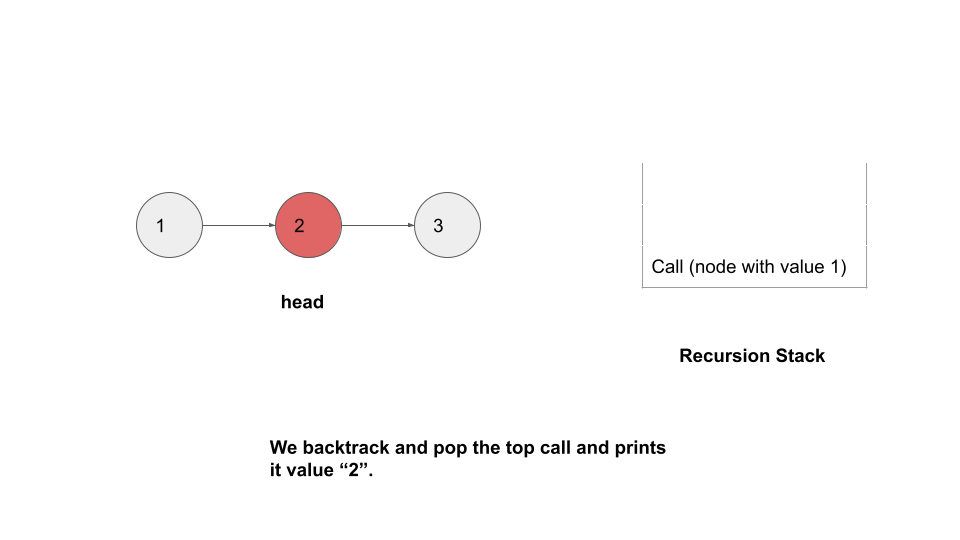 1
2
3
head
Call (node with value 1)
Recursion Stack
We backtrack and pop the top call and prints
it value “2”.